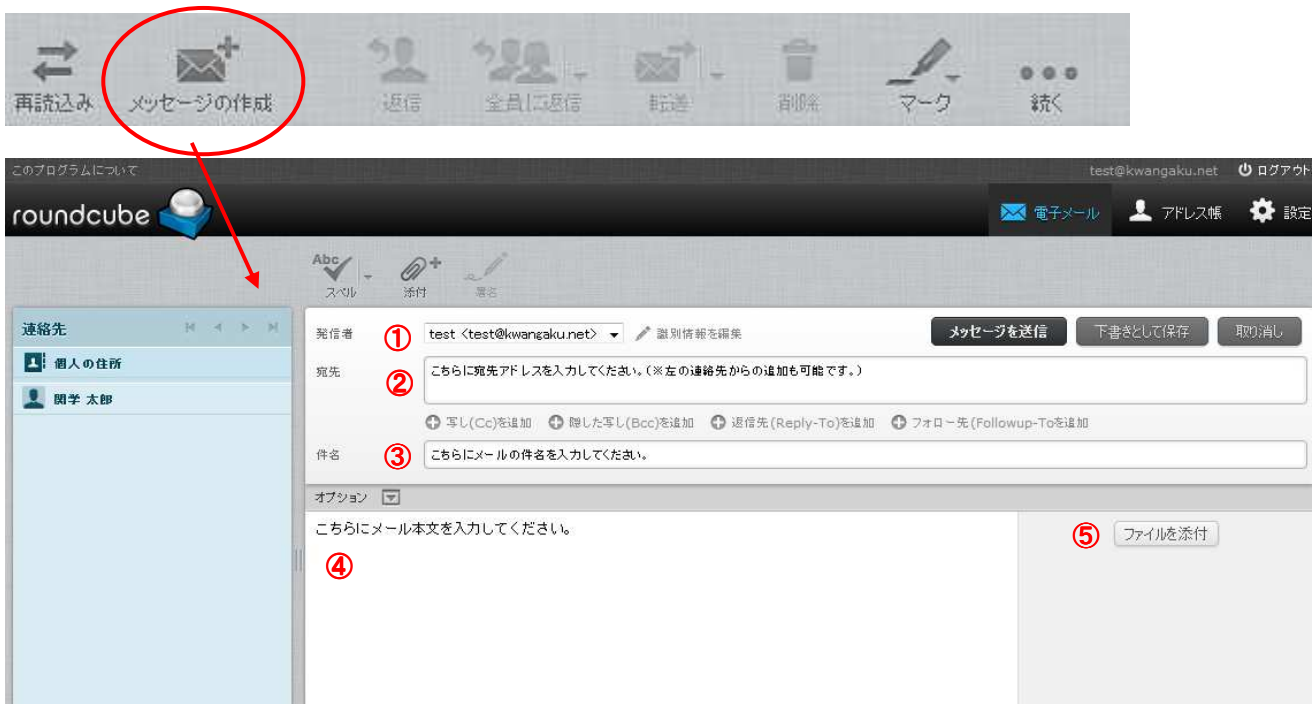 再読込み メッセージの作成 返信 全員に返信 転送 削除 マーク 続く
このプログラムについて test@kwangaku.net ログアウト
roundcube 電子メール アドレス帳 設定
Abc
スペル 添付 署名
連絡先
個人の住所
関学 太郎
発信者 ① test <test@kwangaku.net> 識別情報を編集 メッセージを送信 下書きとして保存 取り消し
宛先 ② こちらに宛先アドレスを入力してください。(※左の連絡先からの追加も可能です。)
写し(Cc)を追加 隠した写し(Bcc)を追加 返信先(Reply-To)を追加 フォロー先(Followup-Toを追加
件名 ③ こちらにメールの件名を入力してください。
オプション
こちらにメール本文を入力してください。
④
⑤ ファイルを添付